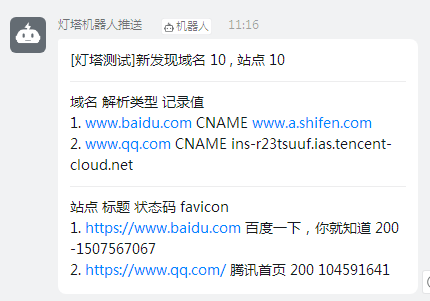 灯塔机器人推送 机器人 11:16
[灯塔测试]新发现域名 10 , 站点 10
域名 解析类型 记录值
1. www.baidu.com CNAME www.a.shifen.com
2. www.qq.com CNAME ins-r23tsuuf.ias.tencent-
cloud.net
站点 标题 状态码 favicon
1. https://www.baidu.com 百度一下，你就知道 200
-1507567067
2. https://www.qq.com/ 腾讯首页 200 104591641